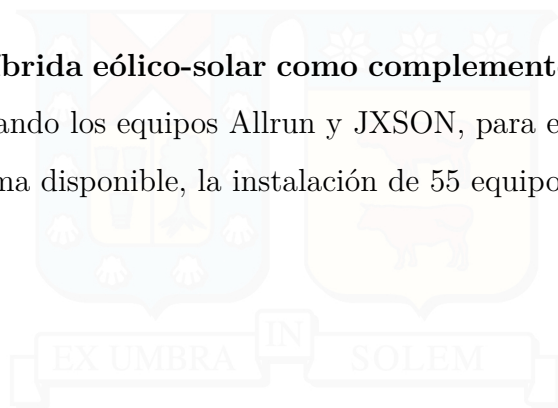 brida eólico-solar como complement
ando los equipos Allrun y JXSON, para e
ma disponible, la instalación de 55 equipo
IN
EX UMBRA SOLEM